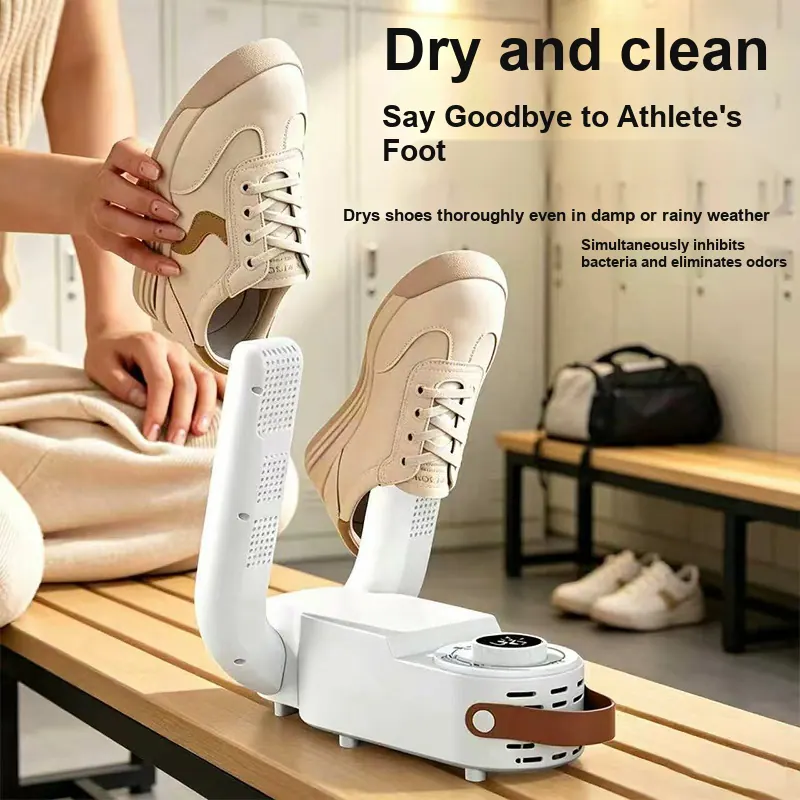 Dry and clean
Say Goodbye to Athlete's
Foot
Drys shoes thoroughly even in damp or rainy weather
Simultaneously inhibits
bacteria and eliminates odors